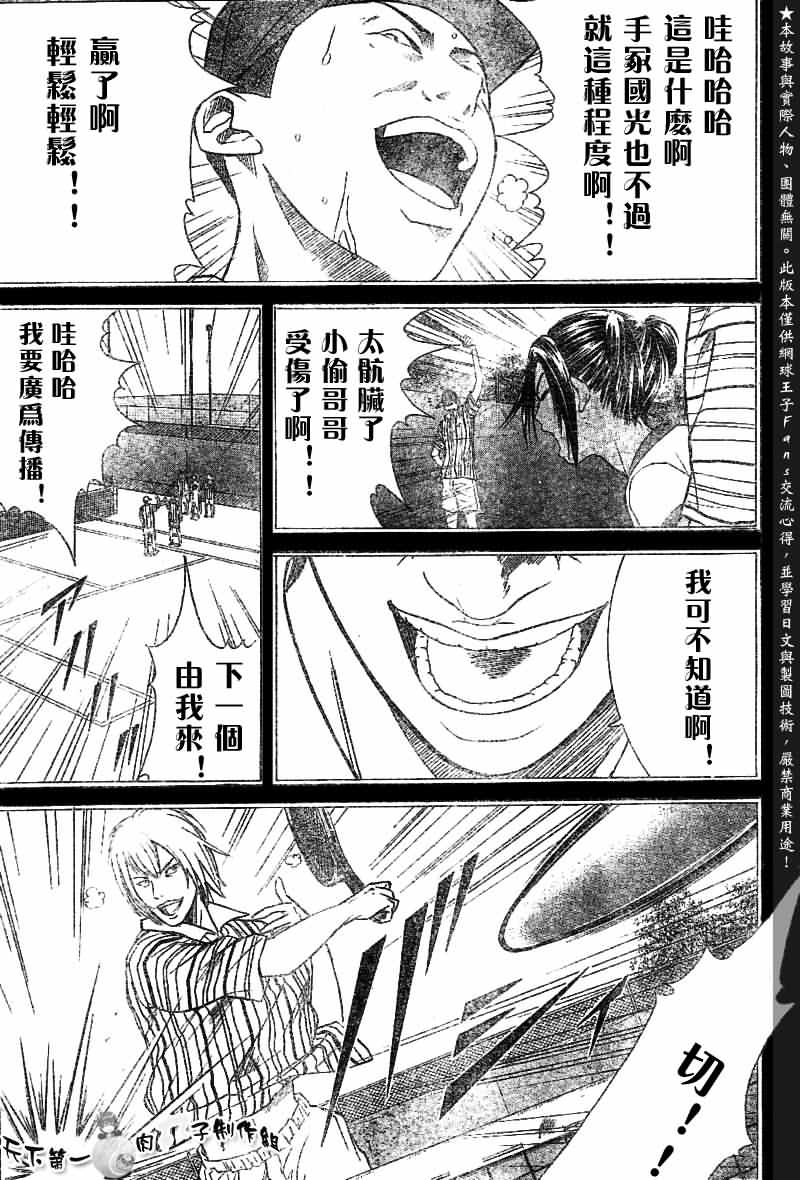 哇哈哈哈
這是什麼啊
手冢國光也不過
就這種程度啊！！
贏了啊
輕鬆輕鬆！！
太骯臟了
小偷哥哥
受傷了啊！！
哇哈哈
我要廣爲傳播！
我可不知道啊！
下一個
由我來！
切！！
天下第一
子制作組
★本故事與實際人物、團體無關。此版本僅供網球王子Fans交流心得，並學習日文與製圖技術，嚴禁商業用途！